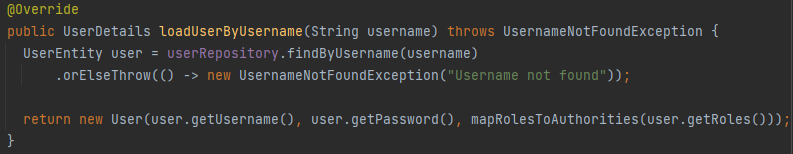 @Override
public UserDetails loadUserByUsername(String username) throws UsernameNotFoundException {
  UserEntity user = userRepository.findByUsername(username)
      .orElseThrow(() -> new UsernameNotFoundException("Username not found"));

  return new User(user.getUsername(), user.getPassword(), mapRolesToAuthorities(user.getRoles()));
}